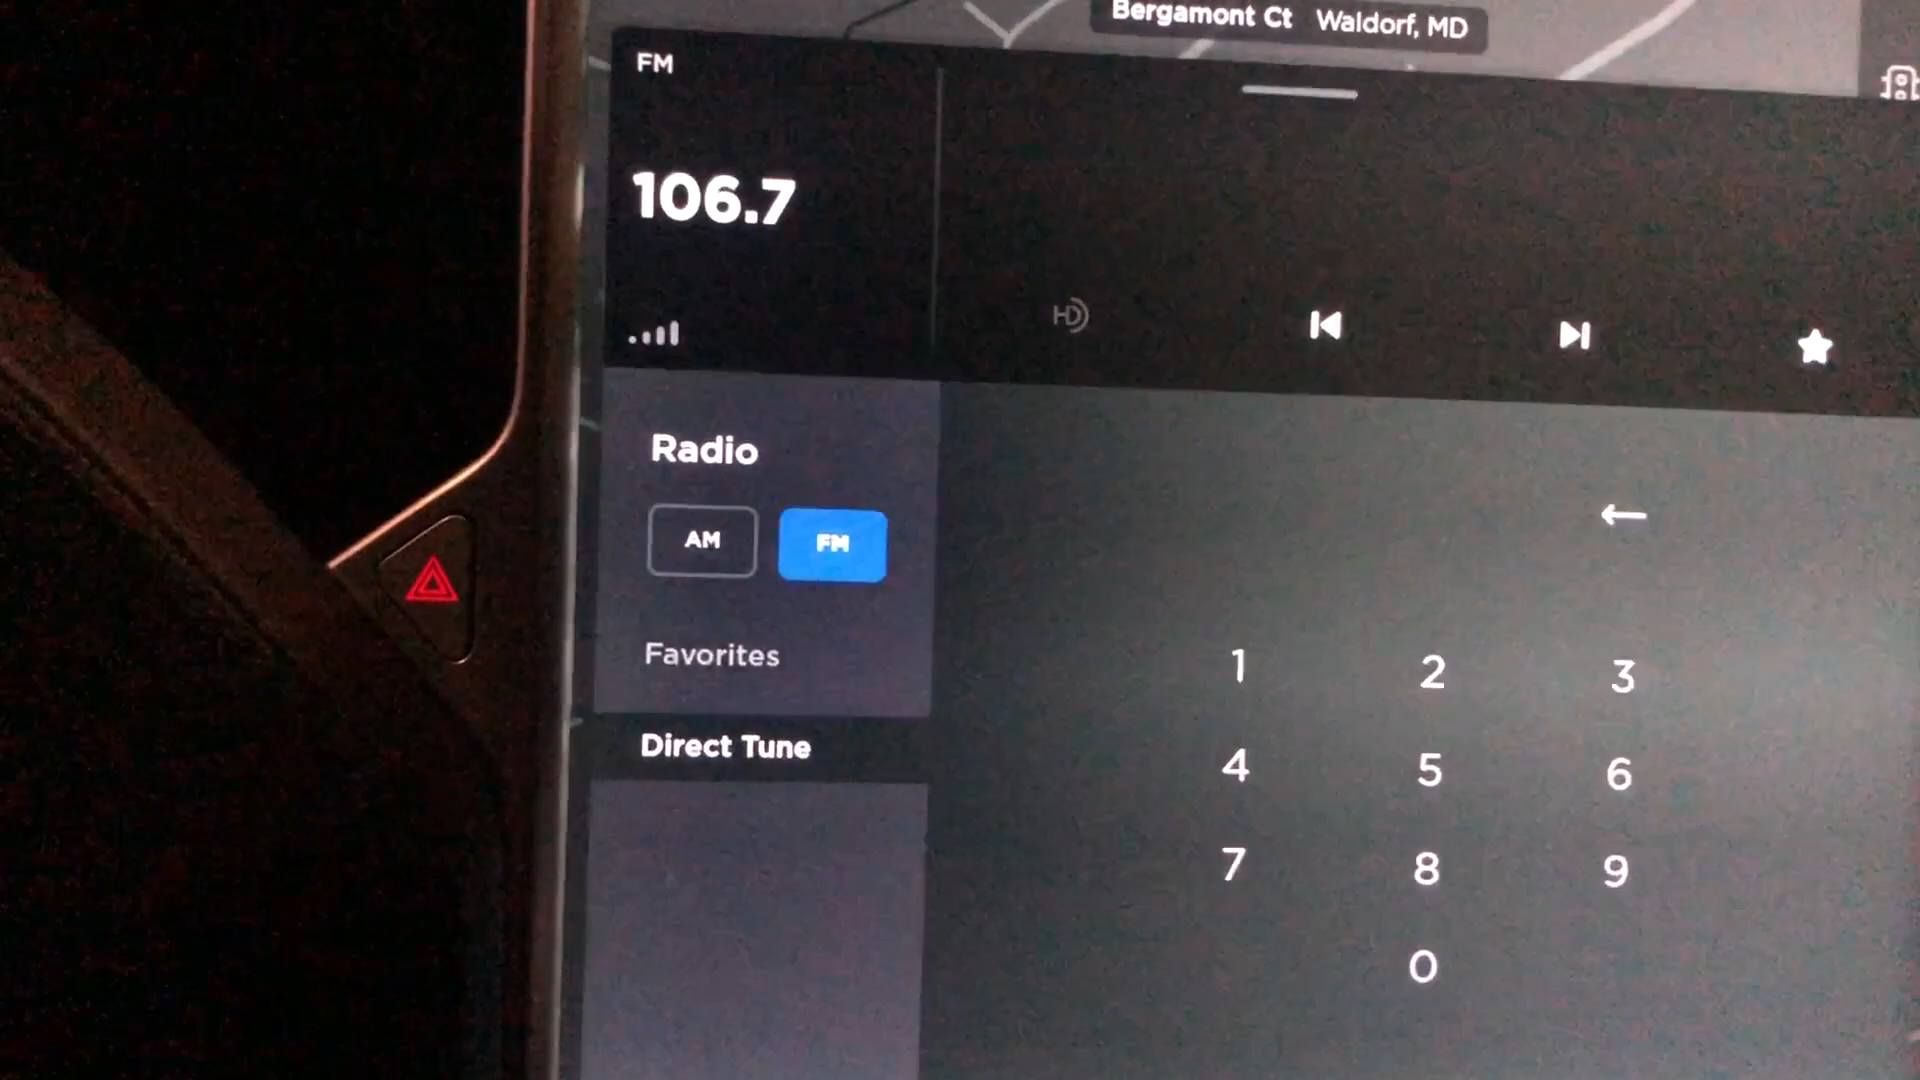 Bergamont Ct Waldorf, MD
FM
106.7
HD
Radio
AM FM
Favorites
Direct Tune
1 2 3
4 5 6
7 8 9
0